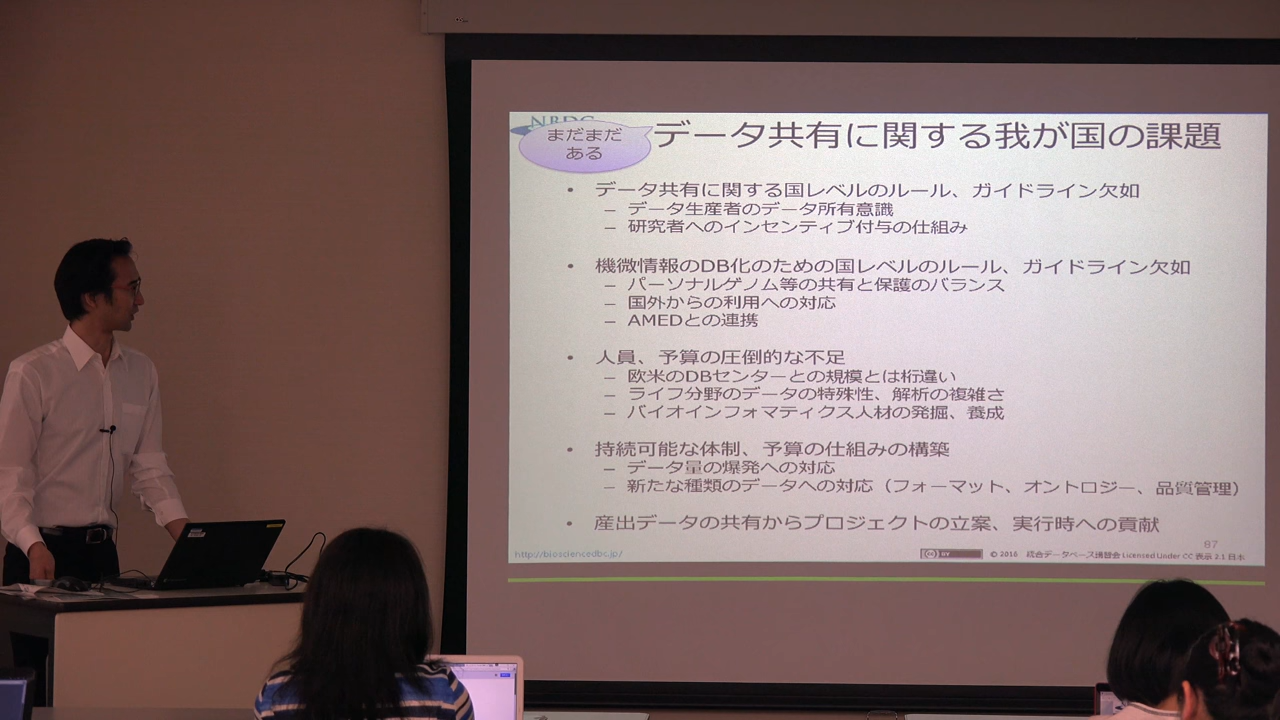 NBDC
まだまだ
ある
データ共有に関する我が国の課題
• データ共有に関する国レベルのルール、ガイドライン欠如
– データ生産者のデータ所有意識
– 研究者へのインセンティブ付与の仕組み
• 機微情報のDB化のための国レベルのルール、ガイドライン欠如
– パーソナルゲノム等の共有と保護のバランス
– 国外からの利用への対応
– AMEDとの連携
• 人員、予算の圧倒的な不足
– 欧米のDBセンターとの規模とは桁違い
– ライフ分野のデータの特殊性、解析の複雑さ
– バイオインフォマティクス人材の発掘、養成
• 持続可能な体制、予算の仕組みの構築
– データ量の爆発への対応
– 新たな種類のデータへの対応（フォーマット、オントロジー、品質管理）
• 産出データの共有からプロジェクトの立案、実行時への貢献
87
http://biosciencedbc.jp/
cc BY © 2016 統合データベース講習会 Licensed Under CC 表示 2.1 日本